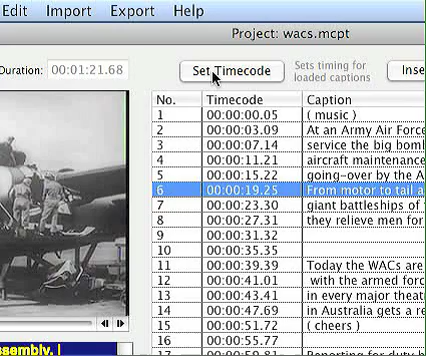 Edit Import Export Help
Project: wacs.mcpt
Duration: 00:01:21.68
Set Timecode
Sets timing for
loaded captions
No. Timecode Caption
1 00:00:00.05 ( music )
2 00:00:03.09 At an Army Air Force
3 00:00:07.14 service the big bom
4 00:00:11.21 aircraft maintenance
5 00:00:15.22 going-over by the A
6 00:00:19.25 From motor to tail a
7 00:00:23.30 giant battleships of
8 00:00:27.31 they relieve men for
9 00:00:31.32
10 00:00:35.35
11 00:00:39.39 Today the WACs are
12 00:00:41.01 with the armed forc
13 00:00:43.41 in every major theat
14 00:00:47.69 in Australia gets a re
15 00:00:51.72 ( cheers )
16 00:00:55.77
ssembly.